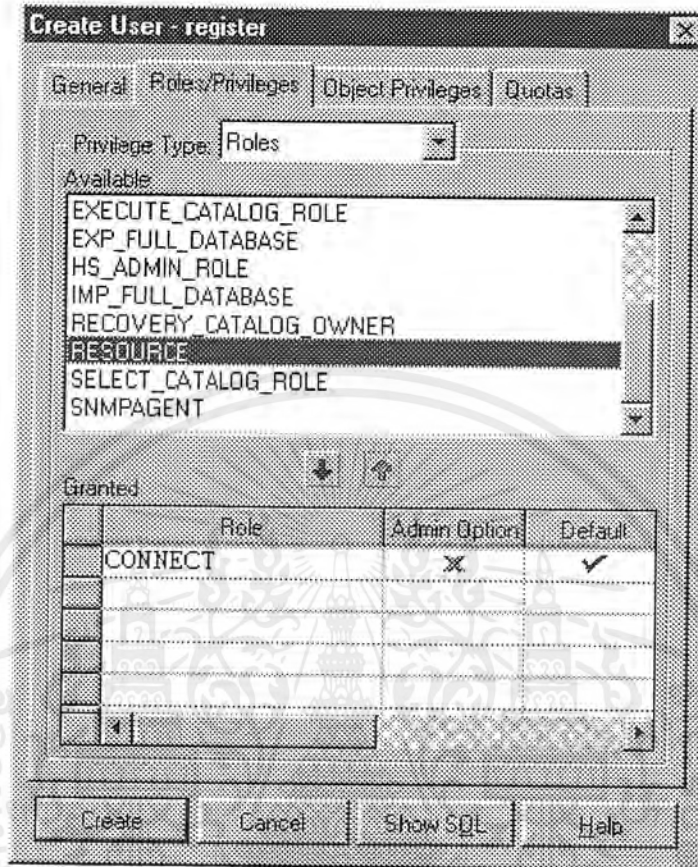 Create User - register
General Roles/Privileges Object Privileges Quotas
Privilege Type: Roles
Available
EXECUTE_CATALOG_ROLE
EXP_FULL_DATABASE
HS_ADMIN_ROLE
IMP_FULL_DATABASE
RECOVERY_CATALOG_OWNER
RESOURCE
SELECT_CATALOG_ROLE
SNMPAGENT
Granted
Role Admin Option Default
CONNECT
Create Cancel Show SQL Help